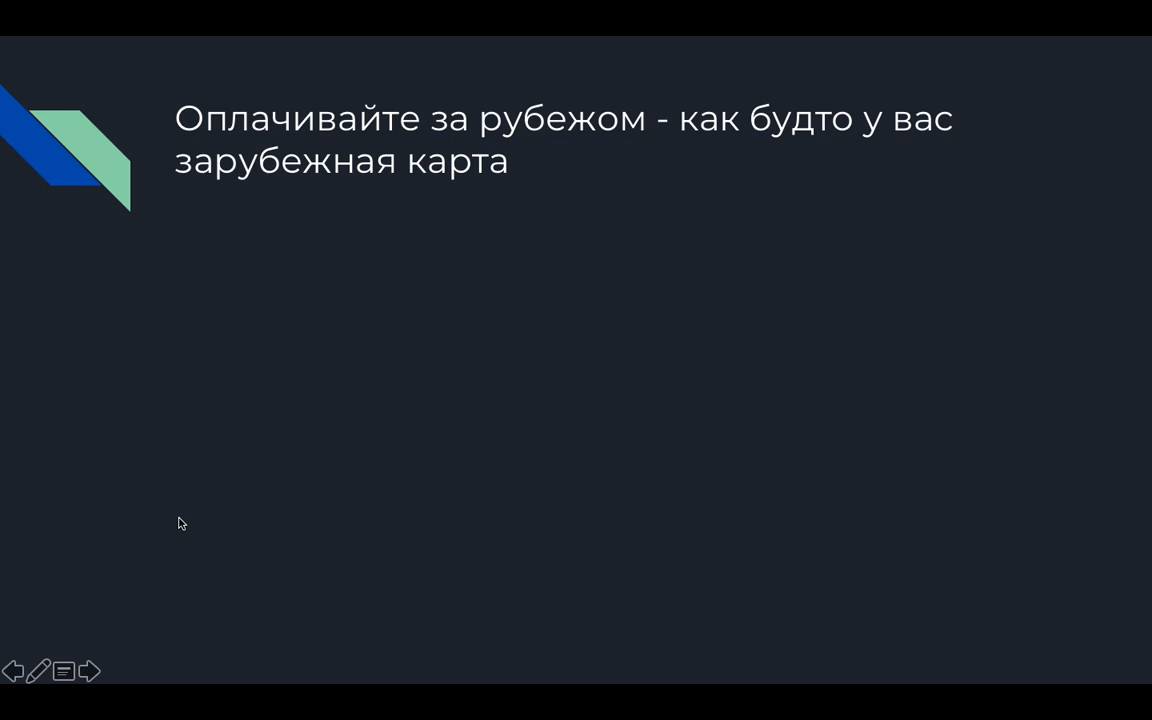 Оплачивайте за рубежом - как будто у вас
зарубежная карта